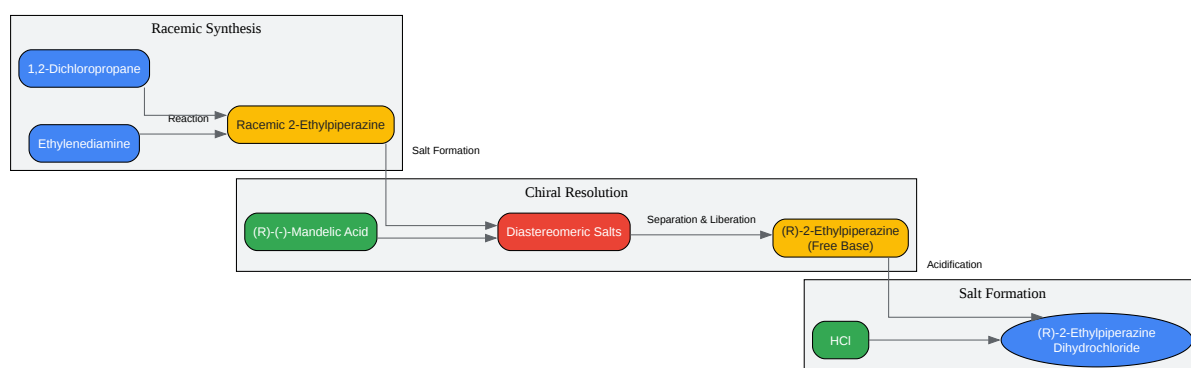 Racemic Synthesis
1,2-Dichloropropane
Reaction
Ethylenediamine
Racemic 2-Ethylpiperazine
Salt Formation
Chiral Resolution
(R)-(-)-Mandelic Acid
Diastereomeric Salts
Separation & Liberation
(R)-2-Ethylpiperazine
(Free Base)
Acidification
Salt Formation
HCl
(R)-2-Ethylpiperazine
Dihydrochloride